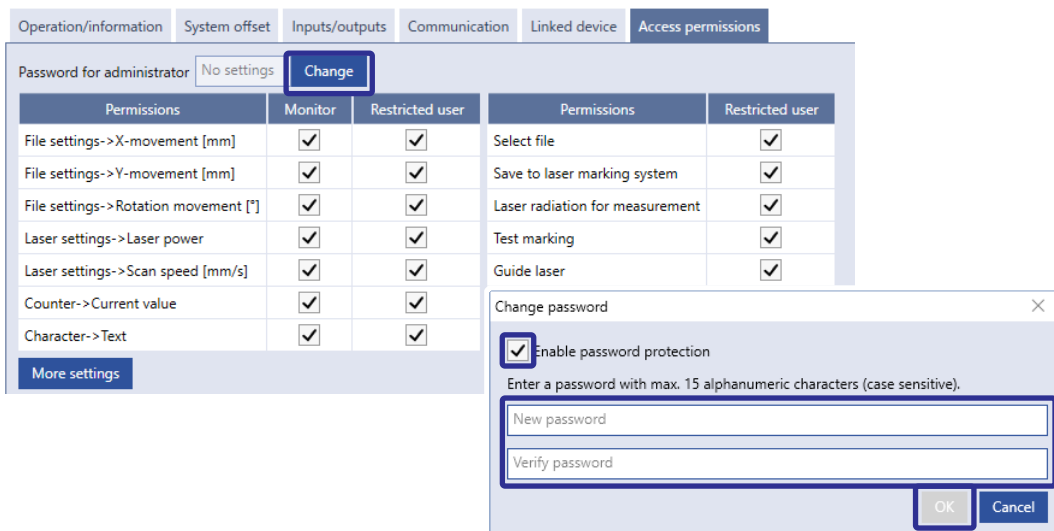 Operation/information System offset Inputs/outputs Communication Linked device Access permissions
Password for administrator No settings Change
Permissions Monitor Restricted user Permissions Restricted user
File settings->X-movement [mm] Select file
File settings->Y-movement [mm] Save to laser marking system
File settings->Rotation movement [°] Laser radiation for measurement
Laser settings->Laser power Test marking
Laser settings->Scan speed [mm/s] Guide laser
Counter->Current value
Character->Text
More settings
Change password
Enable password protection
Enter a password with max. 15 alphanumeric characters (case sensitive).
New password
Verify password
OK Cancel